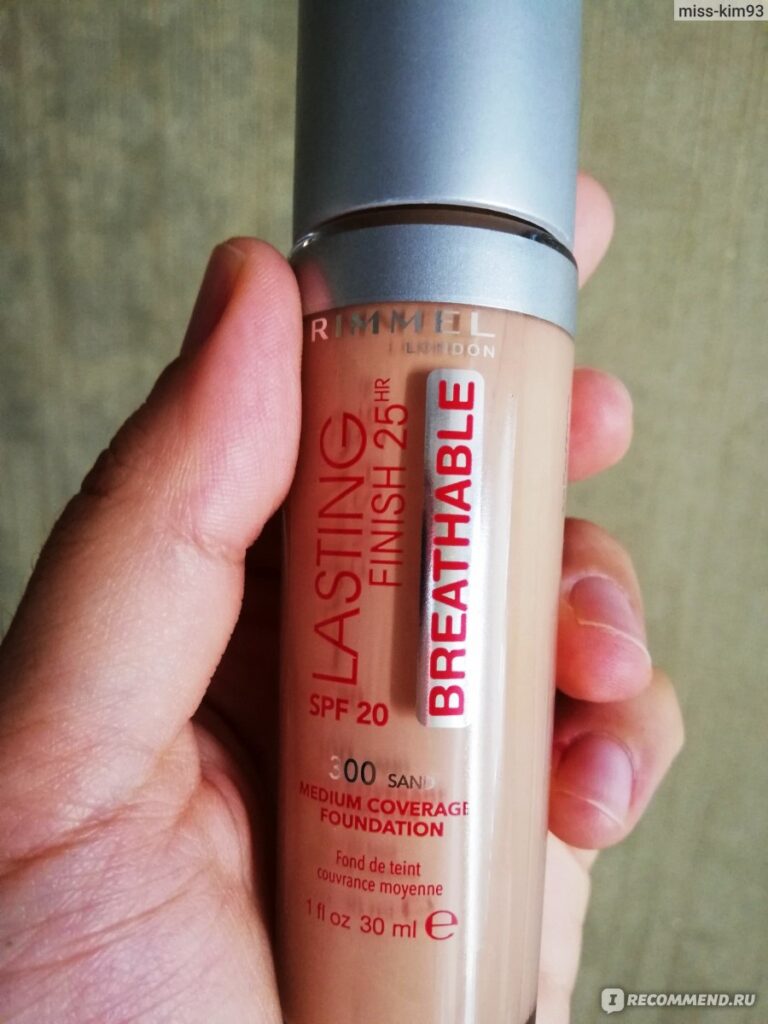 miss-kim93
RIMMEL
LONDON
LASTING
FINISH 25HR
BREATHABLE
SPF 20
300 SAND
MEDIUM COVERAGE
FOUNDATION
Fond de teint
couvrance moyenne
1 fl oz 30 ml e
IRECOMMEND.RU